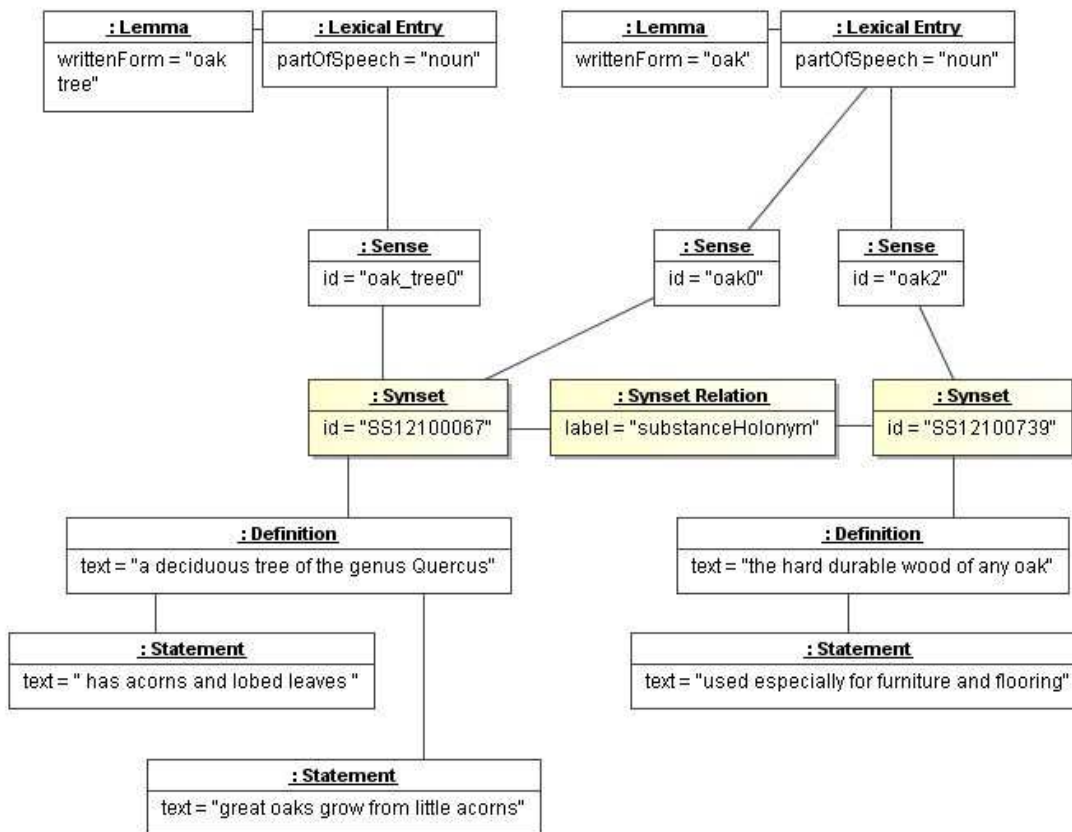 : Lemma
writtenForm = "oak
tree"
: Lexical Entry
partOfSpeech = "noun"
: Lemma
writtenForm = "oak"
: Lexical Entry
partOfSpeech = "noun"
: Sense
id = "oak_tree0"
: Sense
id = "oak0"
: Sense
id = "oak2"
: Synset
id = "SS12100067"
: Synset Relation
label = "substanceHolonym"
: Synset
id = "SS12100739"
: Definition
text = "a deciduous tree of the genus Quercus"
: Definition
text = "the hard durable wood of any oak"
: Statement
text = " has acorns and lobed leaves "
: Statement
text = "used especially for furniture and flooring"
: Statement
text = "great oaks grow from little acorns"